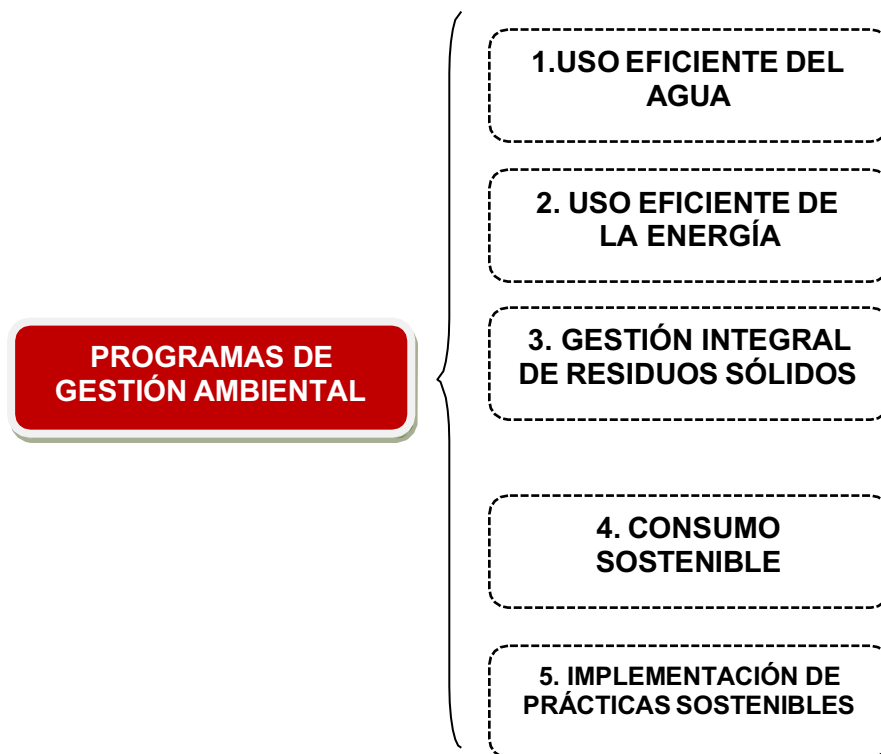 1.USO EFICIENTE DEL
AGUA
2. USO EFICIENTE DE
LA ENERGÍA
PROGRAMAS DE
GESTIÓN AMBIENTAL
3. GESTIÓN INTEGRAL
DE RESIDUOS SÓLIDOS
4. CONSUMO
SOSTENIBLE
5. IMPLEMENTACIÓN DE
PRÁCTICAS SOSTENIBLES